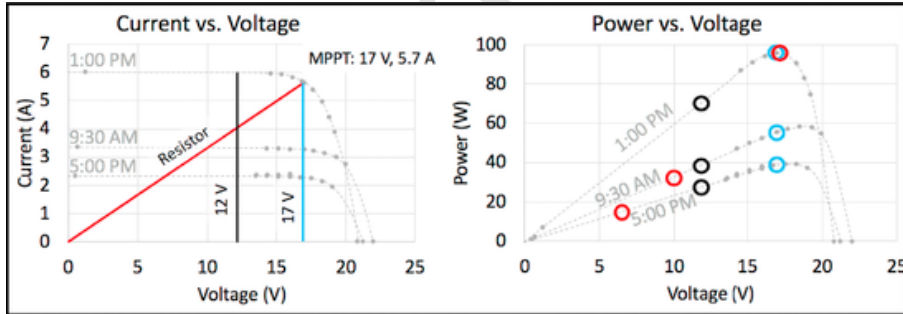 Current vs. Voltage
7
6
5
4
3
2
1
0
Current (A)
1:00 PM
9:30 AM
5:00 PM
Resistor
12 V
17 V
MPPT: 17 V, 5.7 A
0 5 10 15 20 25
Voltage (V)
Power vs. Voltage
100
80
60
40
20
0
Power (W)
1:00 PM
9:30 AM
5:00 PM
0 5 10 15 20 25
Voltage (V)